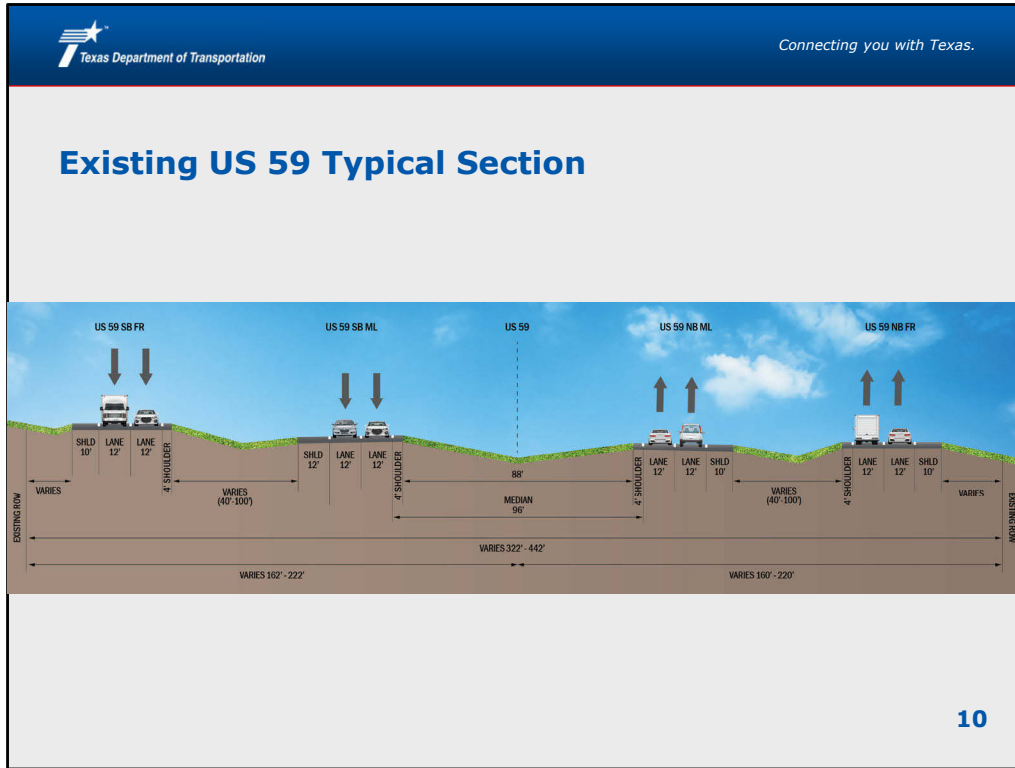 Texas Department of Transportation
Connecting you with Texas.
Existing US 59 Typical Section
US 59 SB FR
US 59 SB ML
US 59
US 59 NB ML
US 59 NB FR
SHLD
10'
LANE
12'
LANE
12'
4' SHOULDER
SHLD
12'
LANE
12'
LANE
12'
4' SHOULDER
88'
MEDIAN
96'
4' SHOULDER
LANE
12'
LANE
12'
SHLD
10'
4' SHOULDER
LANE
12'
LANE
12'
SHLD
10'
VARIES
VARIES
(40'-100')
VARIES
(40'-100')
VARIES
EXISTING ROW
EXISTING ROW
VARIES 322' - 442'
VARIES 162' - 222'
VARIES 160' - 220'
10